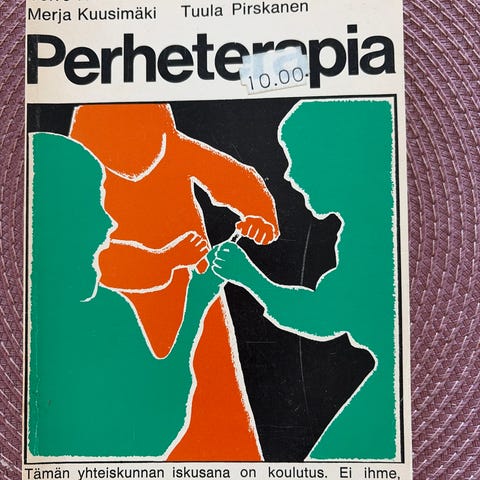 Merja Kuusimäki Tuula Pirskanen
Perheterapia
10.00
Tämän yhteiskunnan iskusana on koulutus. Ei ihme,